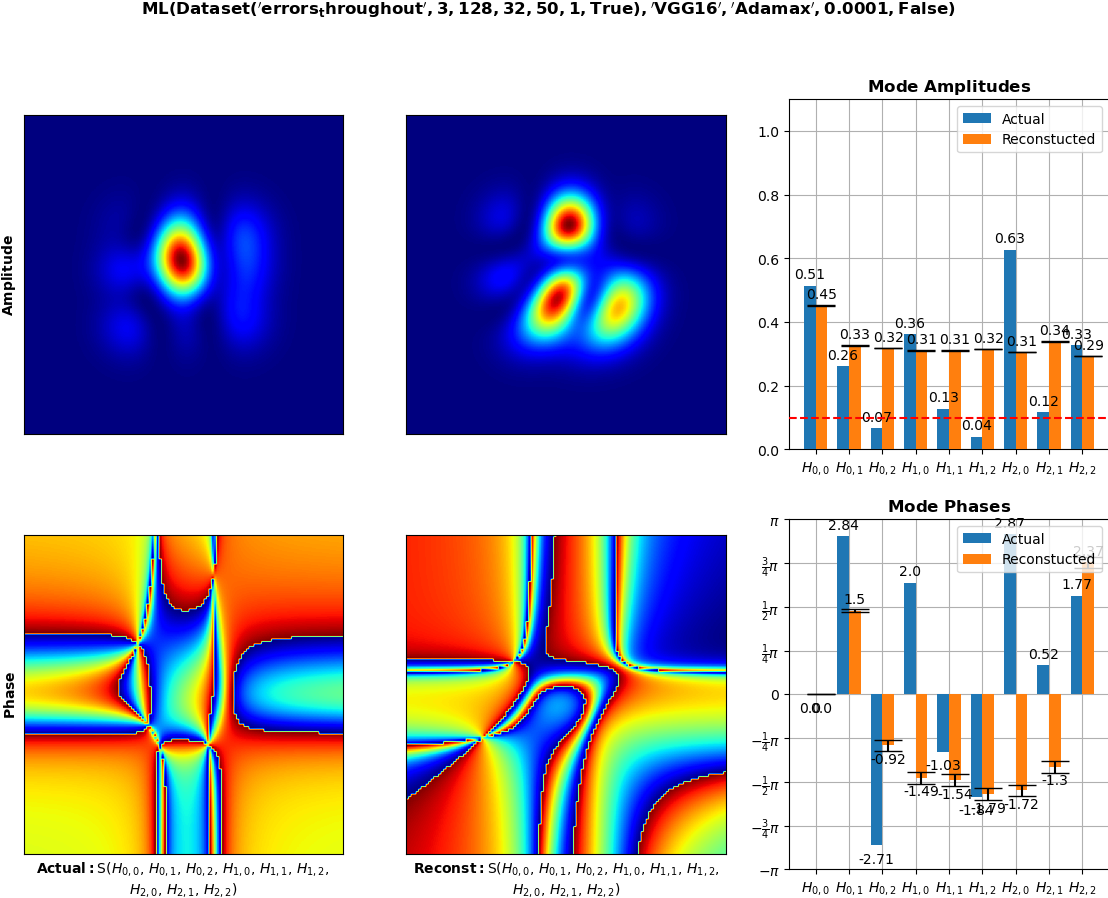 ML(Dataset('errors_throughout', 3, 128, 32, 50, 1, True), 'VGG16', 'Adamax', 0.0001, False)
Amplitude
Mode Amplitudes
Actual
Reconstucted
1.0
0.8
0.6
0.4
0.2
0.0
0.51
0.45
0.26
0.33
0.07
0.32
0.36
0.31
0.13
0.31
0.04
0.32
0.63
0.31
0.12
0.34
0.33
0.29
H0,0 H0,1 H0,2 H1,0 H1,1 H1,2 H2,0 H2,1 H2,2
Phase
Actual: S(H0,0, H0,1, H0,2, H1,0, H1,1, H1,2,
H2,0, H2,1, H2,2)
Reconst: S(H0,0, H0,1, H0,2, H1,0, H1,1, H1,2,
H2,0, H2,1, H2,2)
Mode Phases
Actual
Reconstucted
π
3/4π
1/2π
1/4π
0
−1/4π
−1/2π
−3/4π
−π
0.0
0.0
2.84
1.5
-2.71
-0.92
2.0
-1.49
-1.03
-1.54
-1.84
-1.79
2.87
-1.72
0.52
-1.3
1.77
2.37
H0,0 H0,1 H0,2 H1,0 H1,1 H1,2 H2,0 H2,1 H2,2